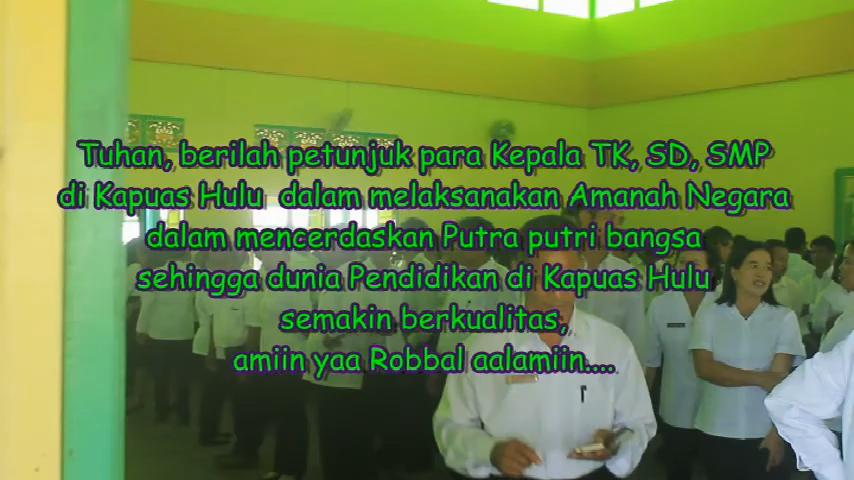 Tuhan, berilah petunjuk para Kepala TK, SD, SMP
di Kapuas Hulu dalam melaksanakan Amanah Negara
dalam mencerdaskan Putra putri bangsa
sehingga dunia Pendidikan di Kapuas Hulu
semakin berkualitas,
amiin yaa Robbal aalamiin....